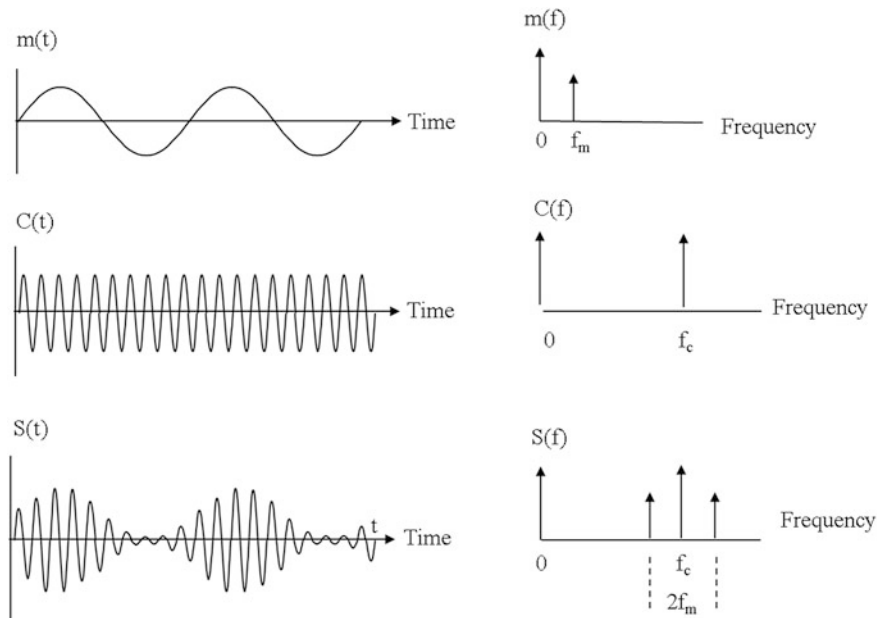 m(t)
Time
m(f)
0 f_m
Frequency
C(t)
Time
C(f)
Frequency
0 f_c
S(t)
t
Time
S(f)
Frequency
0 f_c
2f_m